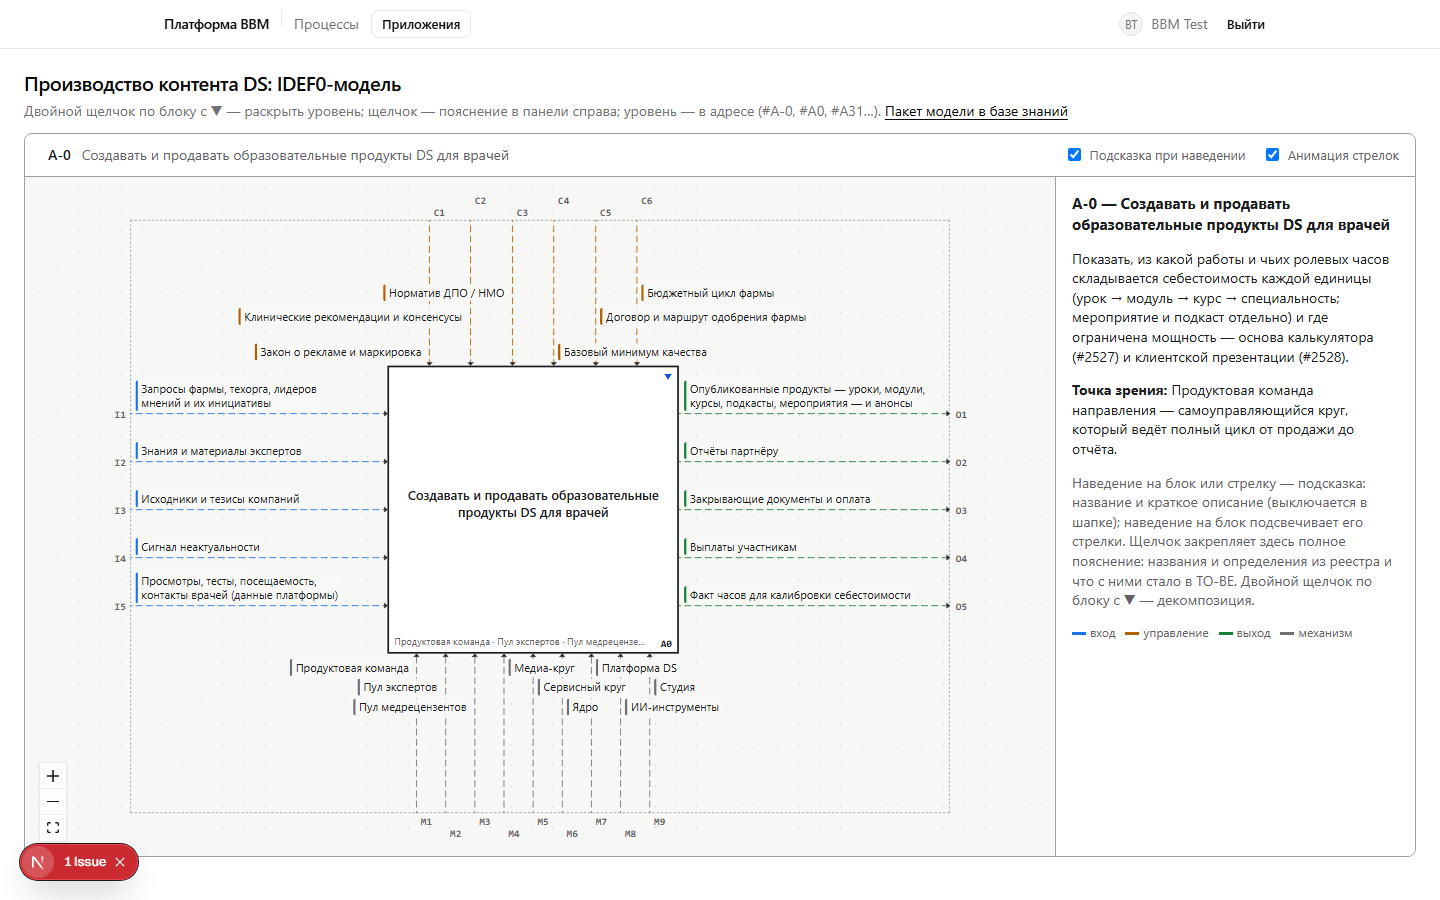 Платформа BBM
Процессы
Приложения
BT
BBM Test
Выйти
Производство контента DS: IDEF0-модель
Двойной щелчок по блоку с ▼ — раскрыть уровень; щелчок — пояснение в панели справа; уровень — в адресе (#A-0, #A0, #A31...). Пакет модели в базе знаний
A-0 Создавать и продавать образовательные продукты DS для врачей
Подсказка при наведении
Анимация стрелок
C1
C2
C3
C4
C5
C6
Норматив ДПО / НМО
Бюджетный цикл фармы
Клинические рекомендации и консенсусы
Договор и маршрут одобрения фармы
Закон о рекламе и маркировка
Базовый минимум качества
I1
Запросы фармы, техорга, лидеров
мнений и их инициативы
I2
Знания и материалы экспертов
I3
Исходники и тезисы компаний
I4
Сигнал неактуальности
I5
Просмотры, тесты, посещаемость,
контакты врачей (данные платформы)
Создавать и продавать образовательные
продукты DS для врачей
Продуктовая команда · Пул экспертов · Пул медрецензе...
A0
Опубликованные продукты — уроки, модули,
курсы, подкасты, мероприятия — и анонсы
O1
Отчёты партнёру
O2
Закрывающие документы и оплата
O3
Выплаты участникам
O4
Факт часов для калибровки себестоимости
O5
Продуктовая команда
Медиа-круг
Платформа DS
Пул экспертов
Сервисный круг
Студия
Пул медрецензентов
Ядро
ИИ-инструменты
M1
M2
M3
M4
M5
M6
M7
M8
M9
A-0 — Создавать и продавать
образовательные продукты DS для врачей
Показать, из какой работы и чьих ролевых часов
складывается себестоимость каждой единицы
(урок → модуль → курс → специальность;
мероприятие и подкаст отдельно) и где
ограничена мощность — основа калькулятора
(#2527) и клиентской презентации (#2528).
Точка зрения: Продуктовая команда
направления — самоуправляющийся круг,
который ведёт полный цикл от продажи до
отчёта.
Наведение на блок или стрелку — подсказка:
название и краткое описание (выключается в
шапке); наведение на блок подсвечивает его
стрелки. Щелчок закрепляет здесь полное
пояснение: названия и определения из реестра и
что с ними стало в TO-BE. Двойной щелчок по
блоку с ▼ — декомпозиция.
вход
управление
выход
механизм
N
1 Issue